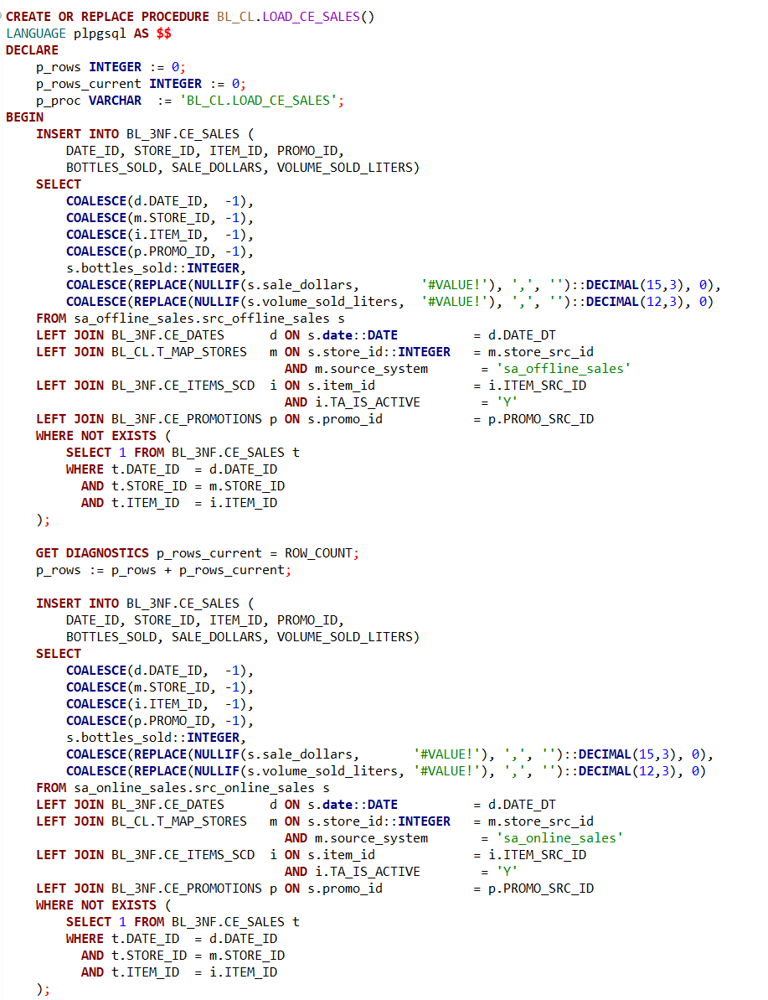 CREATE OR REPLACE PROCEDURE BL_CL.LOAD_CE_SALES()
LANGUAGE plpgsql AS $$
DECLARE
    p_rows INTEGER := 0;
    p_rows_current INTEGER := 0;
    p_proc VARCHAR  := 'BL_CL.LOAD_CE_SALES';
BEGIN
    INSERT INTO BL_3NF.CE_SALES (
        DATE_ID, STORE_ID, ITEM_ID, PROMO_ID,
        BOTTLES_SOLD, SALE_DOLLARS, VOLUME_SOLD_LITERS)
    SELECT
        COALESCE(d.DATE_ID,  -1),
        COALESCE(m.STORE_ID, -1),
        COALESCE(i.ITEM_ID,  -1),
        COALESCE(p.PROMO_ID, -1),
        s.bottles_sold::INTEGER,
        COALESCE(REPLACE(NULLIF(s.sale_dollars,        '#VALUE!'), ',', '')::DECIMAL(15,3), 0),
        COALESCE(REPLACE(NULLIF(s.volume_sold_liters,  '#VALUE!'), ',', '')::DECIMAL(12,3), 0)
    FROM sa_offline_sales.src_offline_sales s
    LEFT JOIN BL_3NF.CE_DATES      d ON s.date::DATE          = d.DATE_DT
    LEFT JOIN BL_CL.T_MAP_STORES   m ON s.store_id::INTEGER   = m.store_src_id
                                     AND m.source_system       = 'sa_offline_sales'
    LEFT JOIN BL_3NF.CE_ITEMS_SCD  i ON s.item_id             = i.ITEM_SRC_ID
                                     AND i.TA_IS_ACTIVE        = 'Y'
    LEFT JOIN BL_3NF.CE_PROMOTIONS p ON s.promo_id            = p.PROMO_SRC_ID
    WHERE NOT EXISTS (
        SELECT 1 FROM BL_3NF.CE_SALES t
        WHERE t.DATE_ID  = d.DATE_ID
          AND t.STORE_ID = m.STORE_ID
          AND t.ITEM_ID  = i.ITEM_ID
    );

    GET DIAGNOSTICS p_rows_current = ROW_COUNT;
    p_rows := p_rows + p_rows_current;

    INSERT INTO BL_3NF.CE_SALES (
        DATE_ID, STORE_ID, ITEM_ID, PROMO_ID,
        BOTTLES_SOLD, SALE_DOLLARS, VOLUME_SOLD_LITERS)
    SELECT
        COALESCE(d.DATE_ID,  -1),
        COALESCE(m.STORE_ID, -1),
        COALESCE(i.ITEM_ID,  -1),
        COALESCE(p.PROMO_ID, -1),
        s.bottles_sold::INTEGER,
        COALESCE(REPLACE(NULLIF(s.sale_dollars,       '#VALUE!'), ',', '')::DECIMAL(15,3), 0),
        COALESCE(REPLACE(NULLIF(s.volume_sold_liters, '#VALUE!'), ',', '')::DECIMAL(12,3), 0)
    FROM sa_online_sales.src_online_sales s
    LEFT JOIN BL_3NF.CE_DATES      d ON s.date::DATE          = d.DATE_DT
    LEFT JOIN BL_CL.T_MAP_STORES   m ON s.store_id::INTEGER   = m.store_src_id
                                     AND m.source_system       = 'sa_online_sales'
    LEFT JOIN BL_3NF.CE_ITEMS_SCD  i ON s.item_id             = i.ITEM_SRC_ID
                                     AND i.TA_IS_ACTIVE        = 'Y'
    LEFT JOIN BL_3NF.CE_PROMOTIONS p ON s.promo_id            = p.PROMO_SRC_ID
    WHERE NOT EXISTS (
        SELECT 1 FROM BL_3NF.CE_SALES t
        WHERE t.DATE_ID  = d.DATE_ID
          AND t.STORE_ID = m.STORE_ID
          AND t.ITEM_ID  = i.ITEM_ID
    );